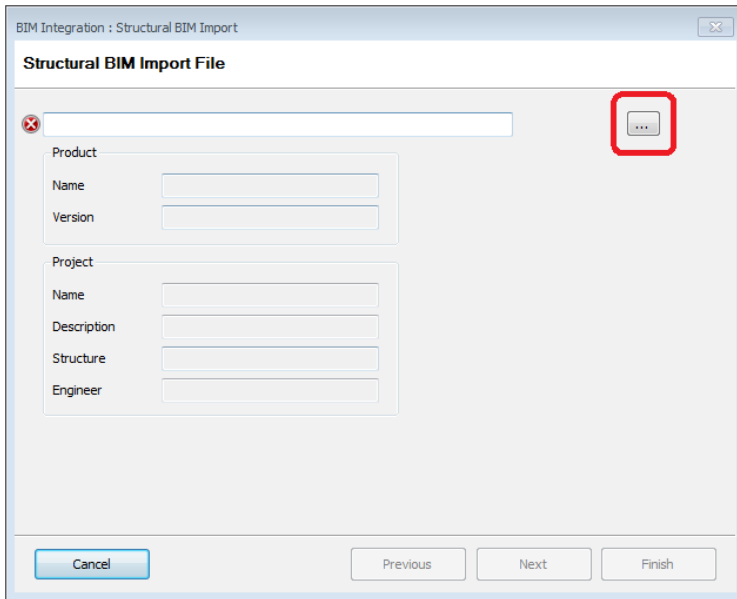 BIM Integration : Structural BIM Import
Structural BIM Import File
...
Product
Name
Version
Project
Name
Description
Structure
Engineer
Cancel Previous Next Finish